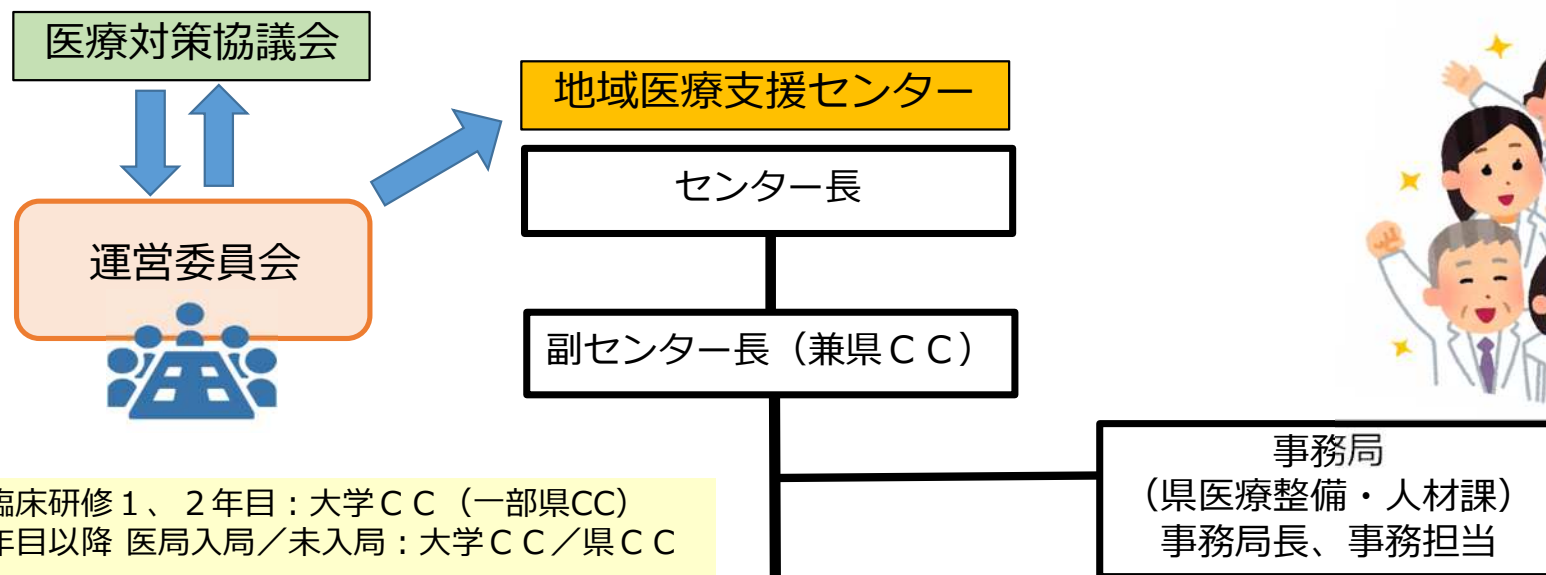 医療対策協議会
地域医療支援センター
センター長
運営委員会
副センター長（兼県ＣＣ）
事務局
（県医療整備・人材課）
事務局長、事務担当
臨床研修１、２年目：大学ＣＣ（一部県CC）
年目以降 医局入局／未入局：大学ＣＣ／県ＣＣ